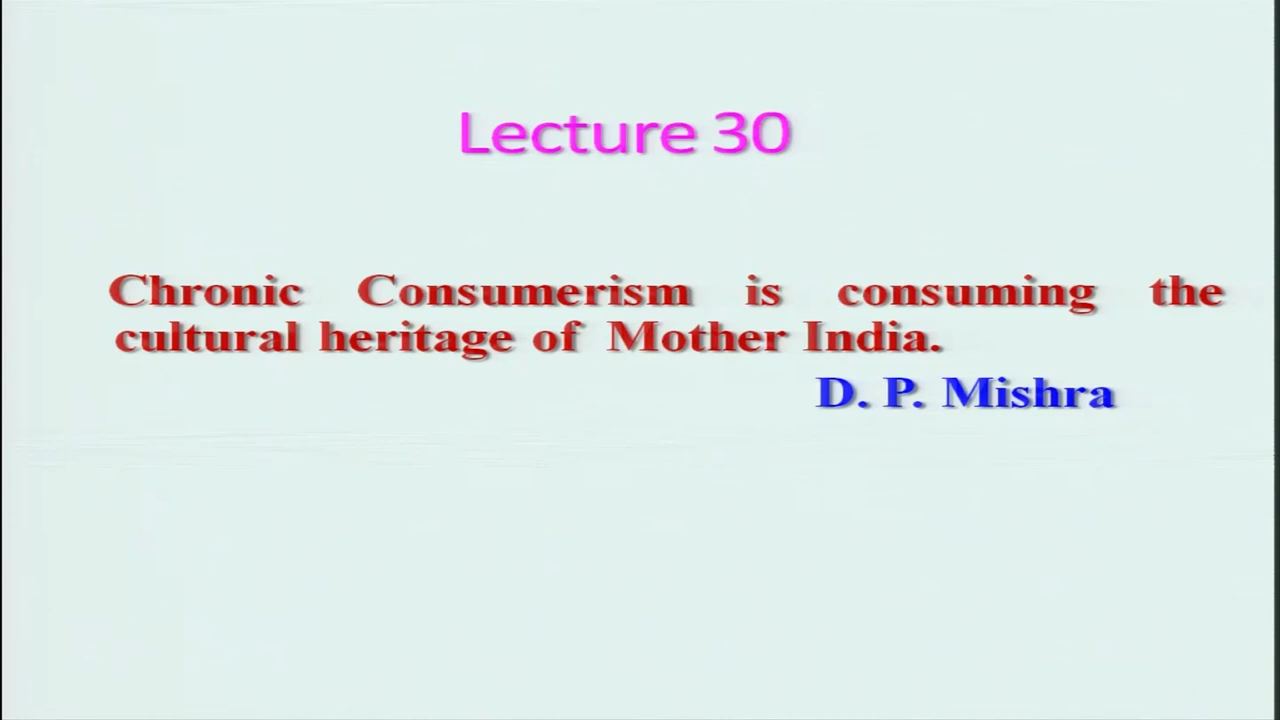 Lecture 30
Chronic Consumerism is consuming the
cultural heritage of Mother India.
D. P. Mishra